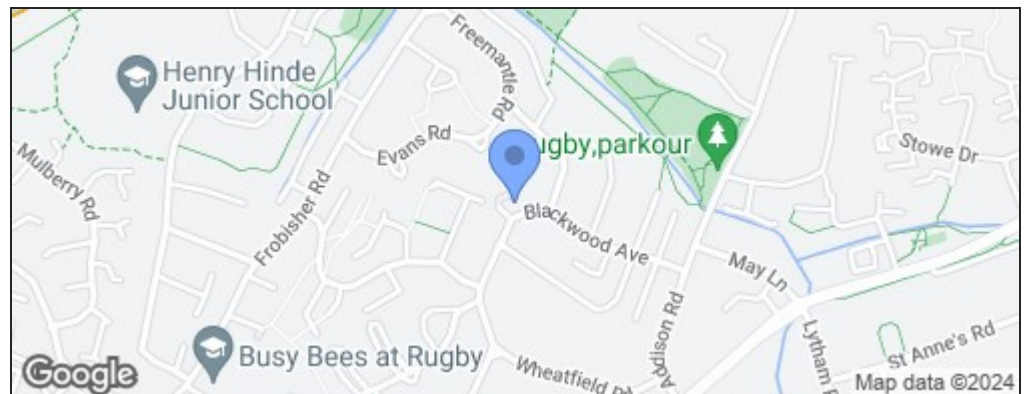 Freemantle Rd
Henry Hinde
Junior School
Evans Rd
ugby,parkour
Stowe Dr
Mulberry Rd
Frobisher Rd
Blackwood Ave
May Ln
Addison Rd
Lytham
St Anne's Rd
Busy Bees at Rugby
Wheatfield
Google
Map data ©2024